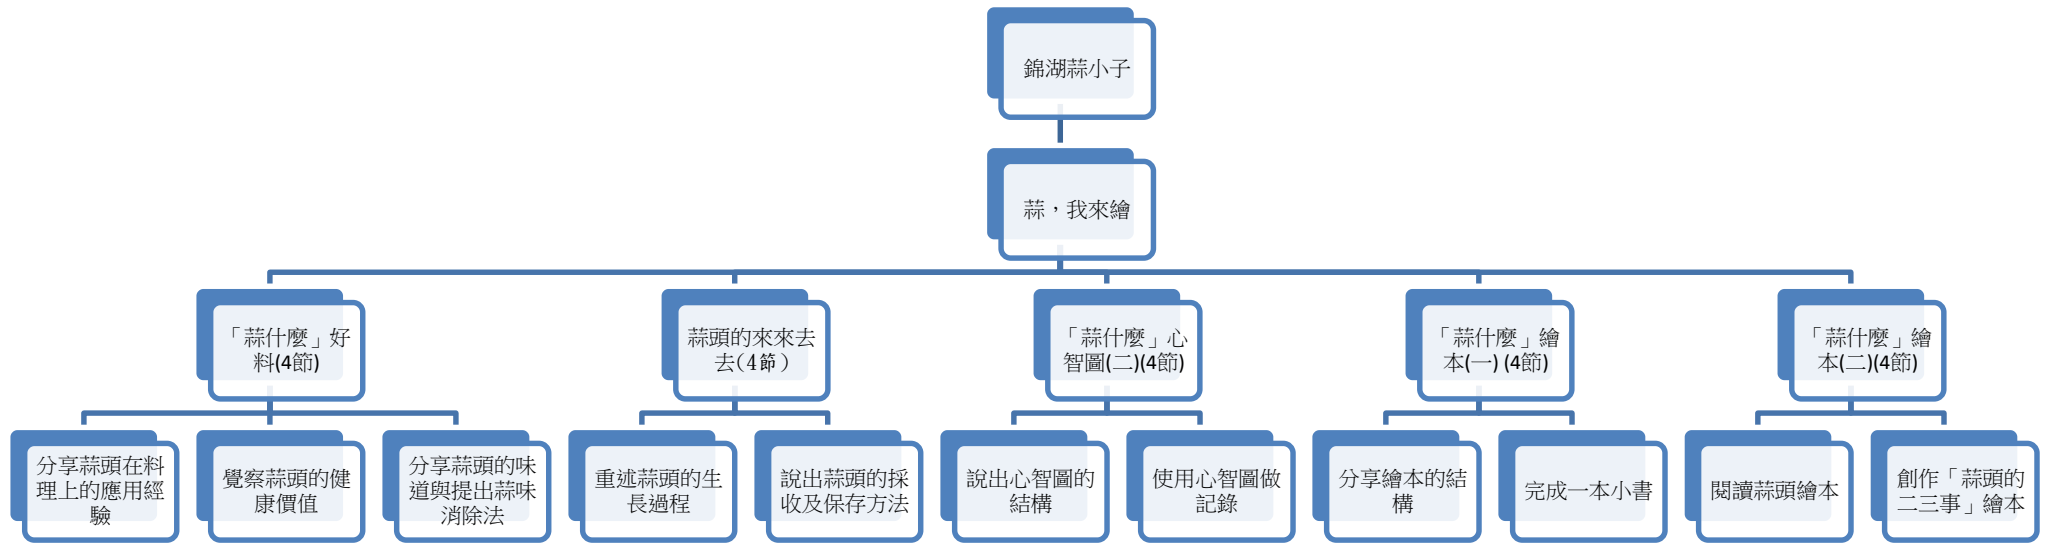 錦湖蒜小子
蒜，我來繪
「蒜什麼」好
料(4節)
蒜頭的來來去
去(4節)
「蒜什麼」心
智圖(二)(4節)
「蒜什麼」繪
本(一) (4節)
「蒜什麼」繪
本(二)(4節)
分享蒜頭在料
理上的應用經
驗
覺察蒜頭的健
康價值
分享蒜頭的味
道與提出蒜味
消除法
重述蒜頭的生
長過程
說出蒜頭的採
收及保存方法
說出心智圖的
結構
使用心智圖做
記錄
分享繪本的結
構
完成一本小書
閱讀蒜頭繪本
創作「蒜頭的
二三事」繪本